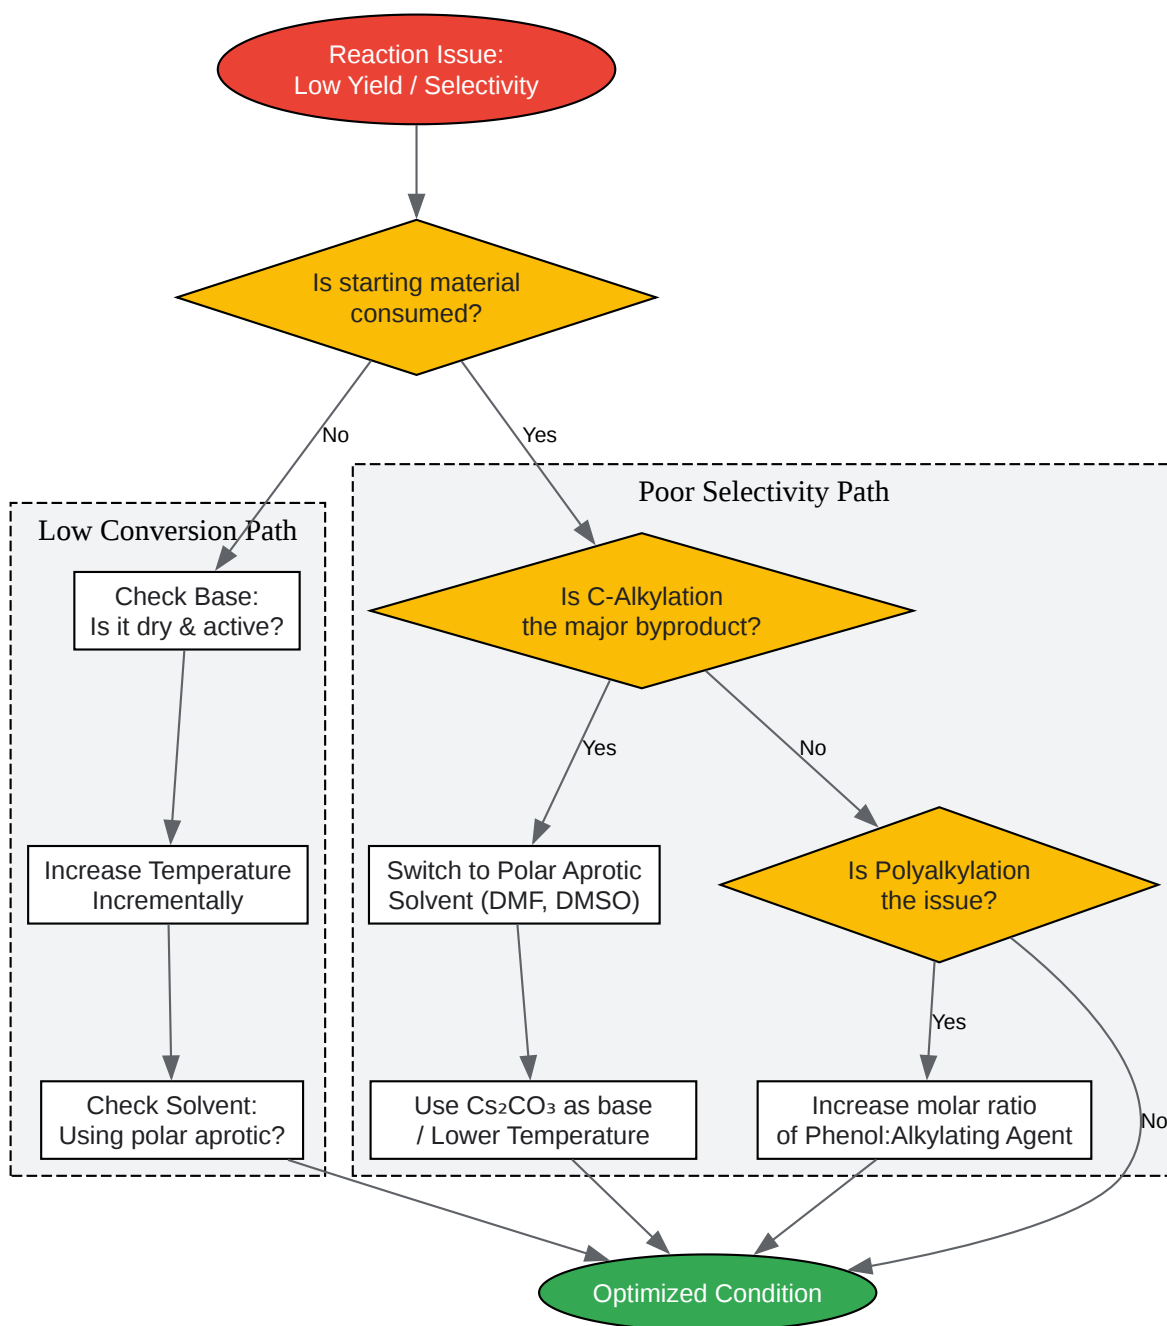 Reaction Issue:
Low Yield / Selectivity
Is starting material
consumed?
No
Yes
Poor Selectivity Path
Low Conversion Path
Check Base:
Is it dry & active?
Is C-Alkylation
the major byproduct?
Yes
No
Increase Temperature
Incrementally
Switch to Polar Aprotic
Solvent (DMF, DMSO)
Is Polyalkylation
the issue?
Yes
No
Check Solvent:
Using polar aprotic?
Use Cs₂CO₃ as base
/ Lower Temperature
Increase molar ratio
of Phenol:Alkylating Agent
Optimized Condition